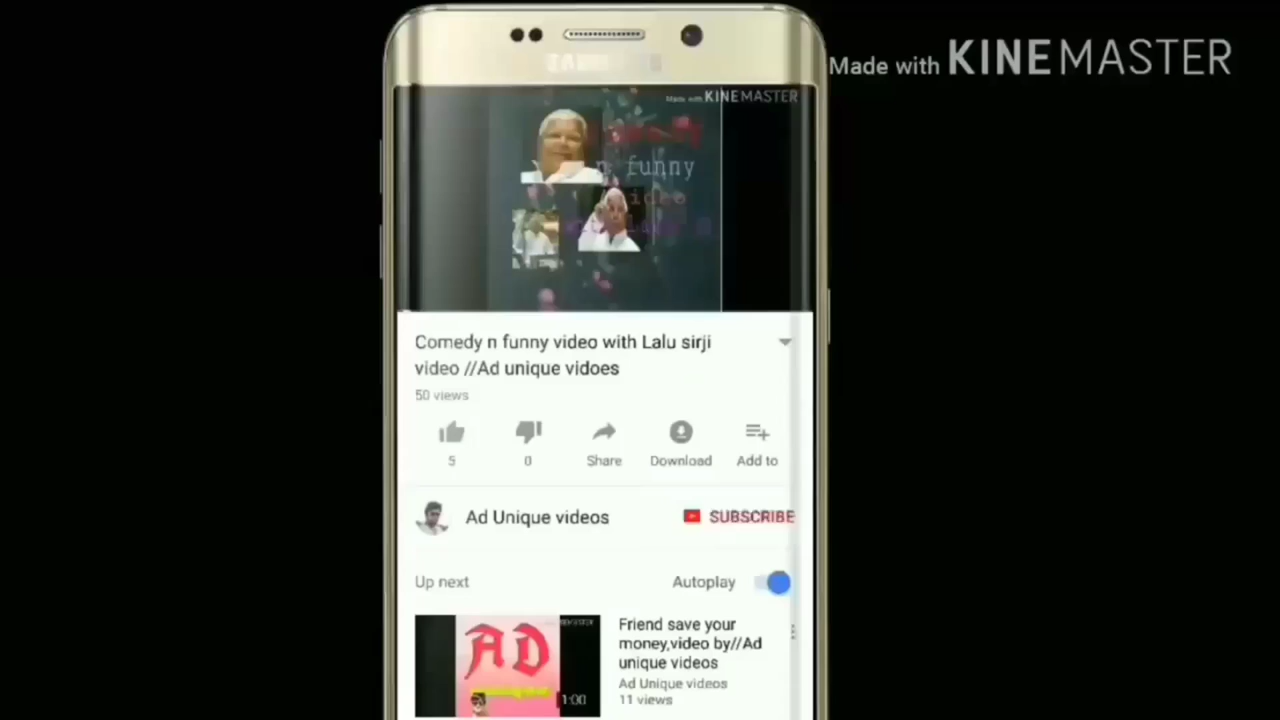 Made with KINEMASTER
SAMSUNG
Made with KINEMASTER
n funny
video
Comedy n funny video with Lalu sirji
video //Ad unique vidoes
50 views
5
0
Share
Download
Add to
Ad Unique videos
SUBSCRIBE
Up next
Autoplay
AD
1:00
Friend save your
money,video by//Ad
unique videos
Ad Unique videos
11 views